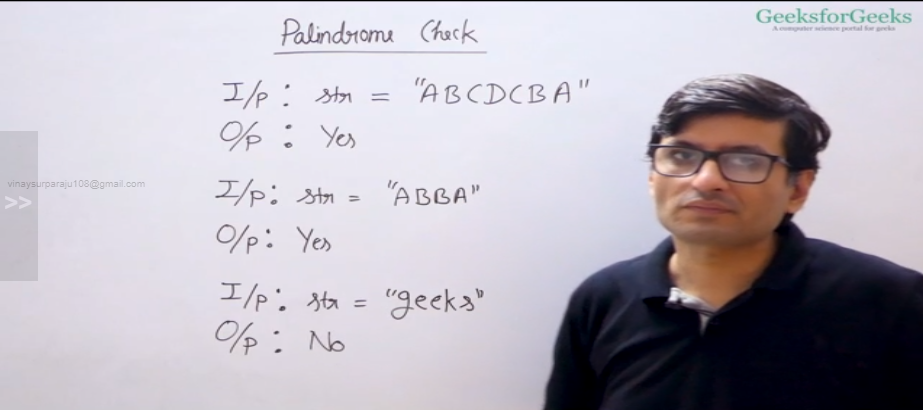 GeeksforGeeks
A computer science portal for geeks
Palindrome Check
I/p : str = "ABCDCBA"
O/p : Yes
vinaysurparaju108@gmail.com
>>
I/p: str = "ABBA"
O/p: Yes
I/p: str = "geeks"
O/p : No